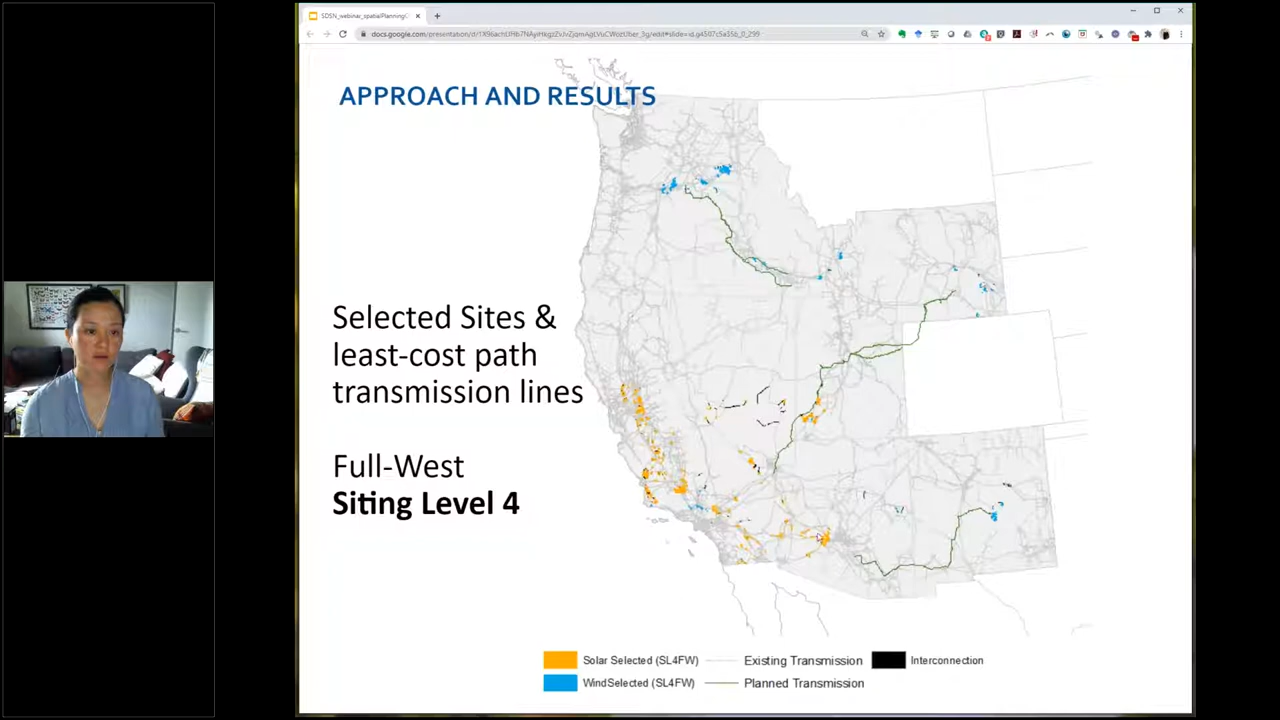 SDSN_webinar_spatialPlanning
APPROACH AND RESULTS
Selected Sites &
least-cost path
transmission lines
Full-West
Siting Level 4
Solar Selected (SL4FW)
Existing Transmission
Interconnection
WindSelected (SL4FW)
Planned Transmission